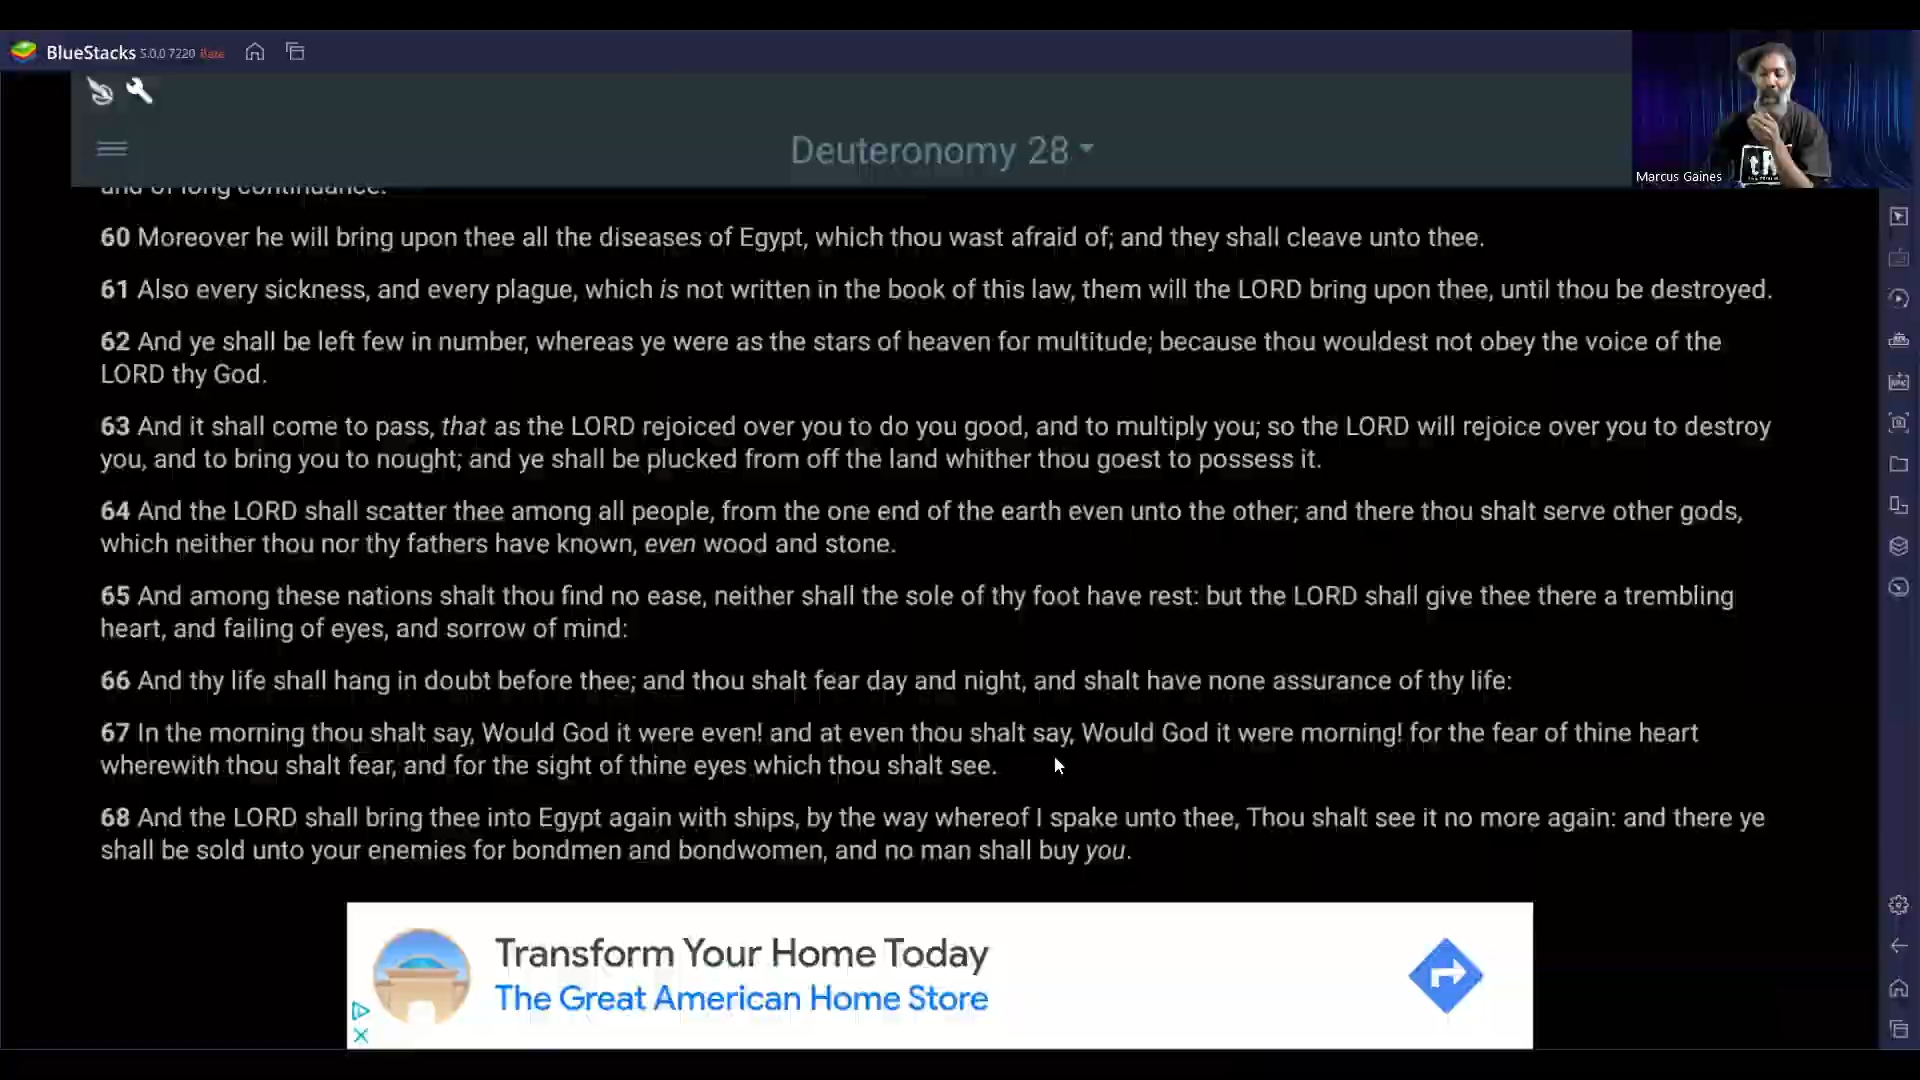 BlueStacks 5.0.0.7220 Beta
Marcus Gaines
Deuteronomy 28
and of long continuance.
60 Moreover he will bring upon thee all the diseases of Egypt, which thou wast afraid of; and they shall cleave unto thee.
61 Also every sickness, and every plague, which is not written in the book of this law, them will the LORD bring upon thee, until thou be destroyed.
62 And ye shall be left few in number, whereas ye were as the stars of heaven for multitude; because thou wouldest not obey the voice of the
LORD thy God.
63 And it shall come to pass, that as the LORD rejoiced over you to do you good, and to multiply you; so the LORD will rejoice over you to destroy
you, and to bring you to nought; and ye shall be plucked from off the land whither thou goest to possess it.
64 And the LORD shall scatter thee among all people, from the one end of the earth even unto the other; and there thou shalt serve other gods,
which neither thou nor thy fathers have known, even wood and stone.
65 And among these nations shalt thou find no ease, neither shall the sole of thy foot have rest: but the LORD shall give thee there a trembling
heart, and failing of eyes, and sorrow of mind:
66 And thy life shall hang in doubt before thee; and thou shalt fear day and night, and shalt have none assurance of thy life:
67 In the morning thou shalt say, Would God it were even! and at even thou shalt say, Would God it were morning! for the fear of thine heart
wherewith thou shalt fear, and for the sight of thine eyes which thou shalt see.
68 And the LORD shall bring thee into Egypt again with ships, by the way whereof I spake unto thee, Thou shalt see it no more again: and there ye
shall be sold unto your enemies for bondmen and bondwomen, and no man shall buy you.
Transform Your Home Today
The Great American Home Store